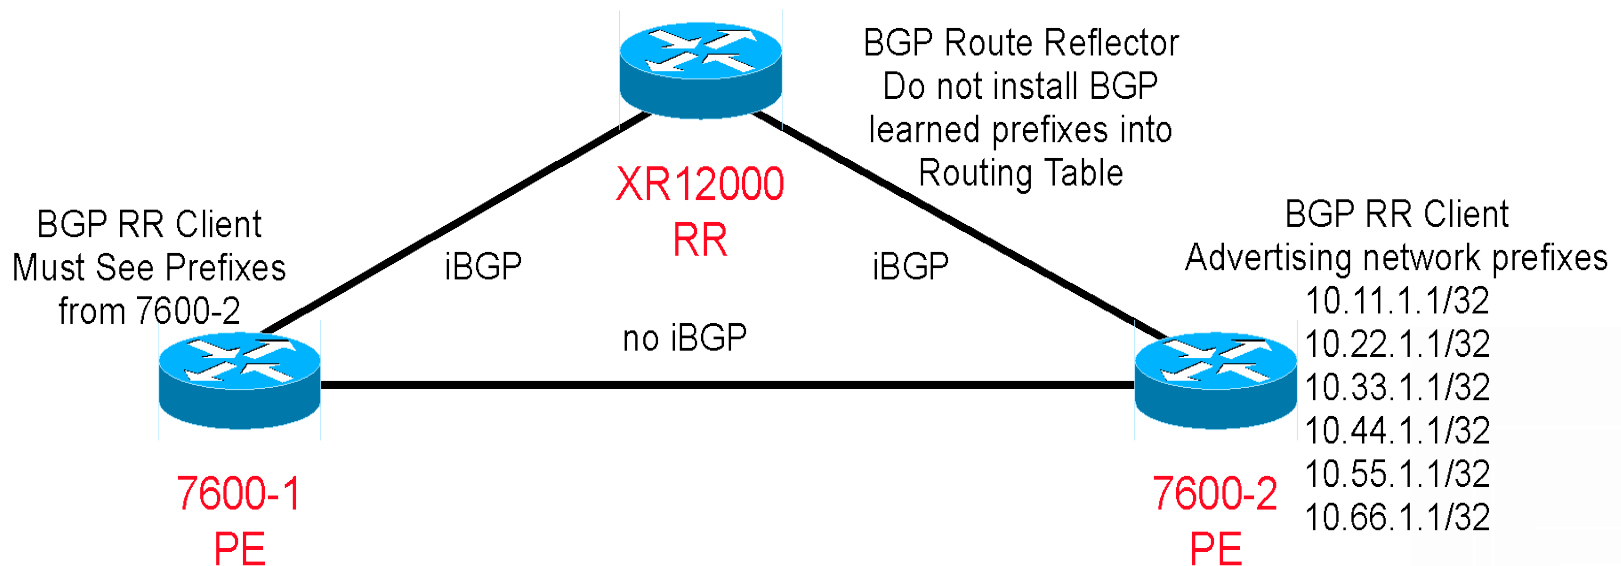 BGP Route Reflector
Do not install BGP
learned prefixes into
Routing Table
XR12000
RR
BGP RR Client
Must See Prefixes
from 7600-2
iBGP
iBGP
no iBGP
BGP RR Client
Advertising network prefixes
10.11.1.1/32
10.22.1.1/32
10.33.1.1/32
10.44.1.1/32
10.55.1.1/32
10.66.1.1/32
7600-1
PE
7600-2
PE